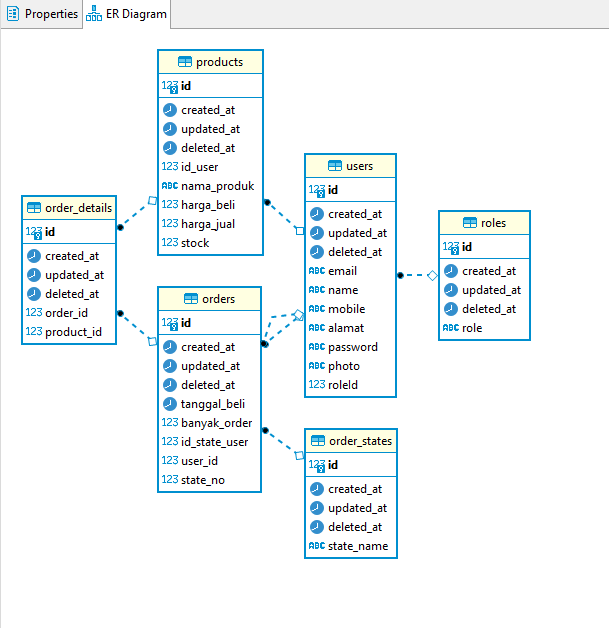 Properties
ER Diagram
products
123 id
created_at
updated_at
deleted_at
123 id_user
ABC nama_produk
123 harga_beli
123 harga_jual
123 stock
users
123 id
created_at
updated_at
deleted_at
ABC email
ABC name
ABC mobile
ABC alamat
ABC password
ABC photo
123 roleId
order_details
123 id
created_at
updated_at
deleted_at
123 order_id
123 product_id
roles
123 id
created_at
updated_at
deleted_at
ABC role
orders
123 id
created_at
updated_at
deleted_at
tanggal_beli
123 banyak_order
123 id_state_user
123 user_id
123 state_no
order_states
123 id
created_at
updated_at
deleted_at
ABC state_name